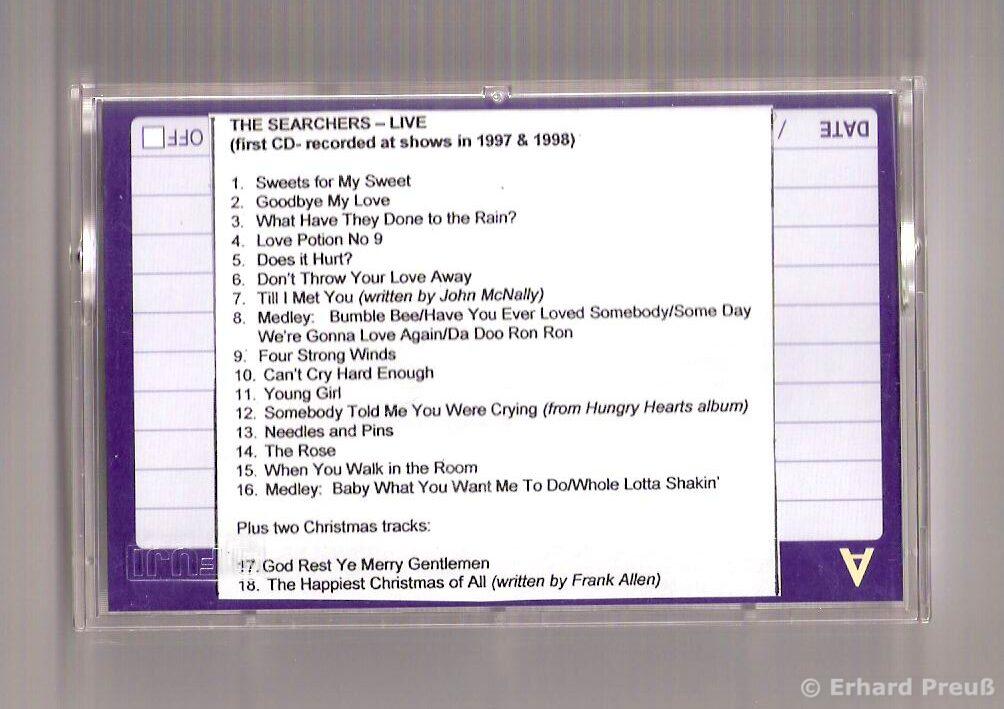 THE SEARCHERS – LIVE
(first CD- recorded at shows in 1997 & 1998)
1. Sweets for My Sweet
2. Goodbye My Love
3. What Have They Done to the Rain?
4. Love Potion No 9
5. Does it Hurt?
6. Don't Throw Your Love Away
7. Till I Met You (written by John McNally)
8. Medley: Bumble Bee/Have You Ever Loved Somebody/Some Day
We're Gonna Love Again/Da Doo Ron Ron
9. Four Strong Winds
10. Can't Cry Hard Enough
11. Young Girl
12. Somebody Told Me You Were Crying (from Hungry Hearts album)
13. Needles and Pins
14. The Rose
15. When You Walk in the Room
16. Medley: Baby What You Want Me To Do/Whole Lotta Shakin'
Plus two Christmas tracks:
17. God Rest Ye Merry Gentlemen
18. The Happiest Christmas of All (written by Frank Allen)
OFF
DATE /
A
© Erhard Preuß